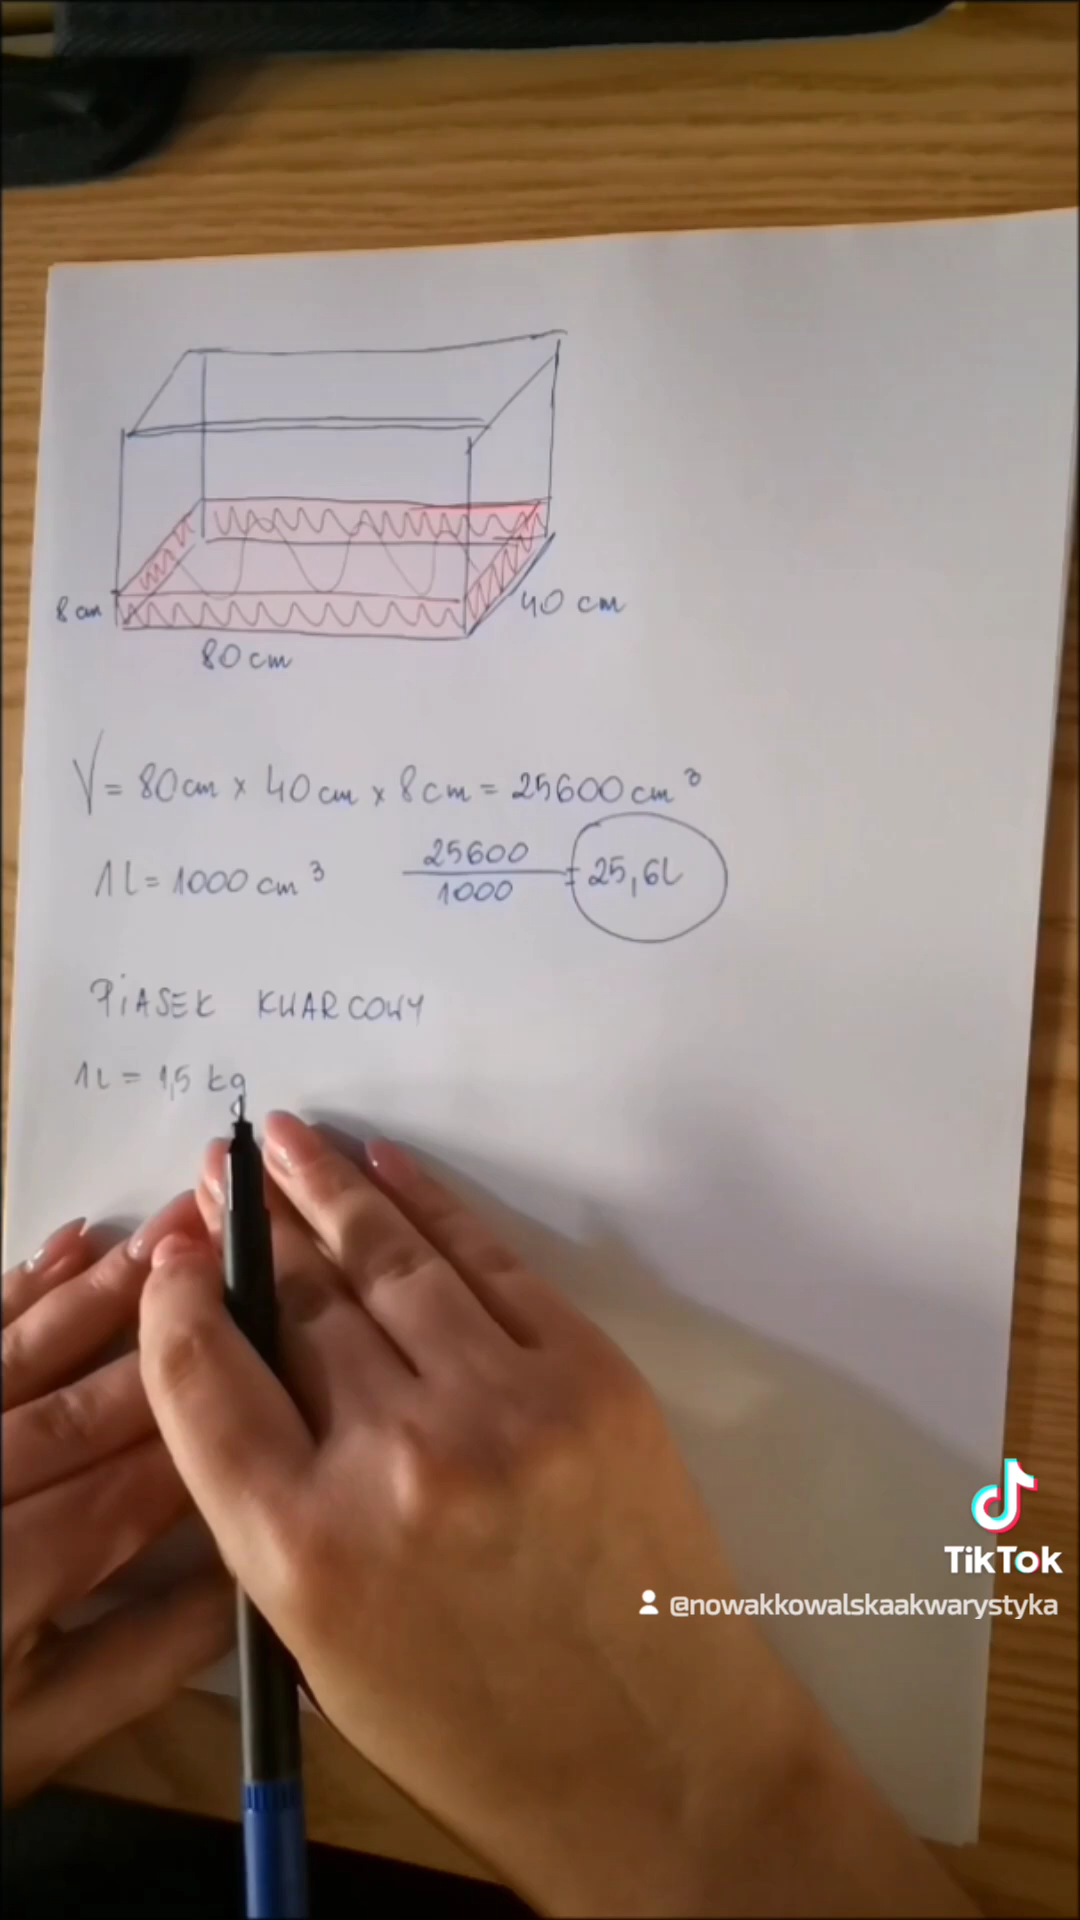 8 cm
40 cm
80 cm
V = 80 cm x 40 cm x 8 cm = 25600 cm³
1 l = 1000 cm³
25600
1000
= 25,6 l
PIASEK KWARCOWY
1 L = 1,5 kg
TikTok
@nowakkowalskaakwarystyka